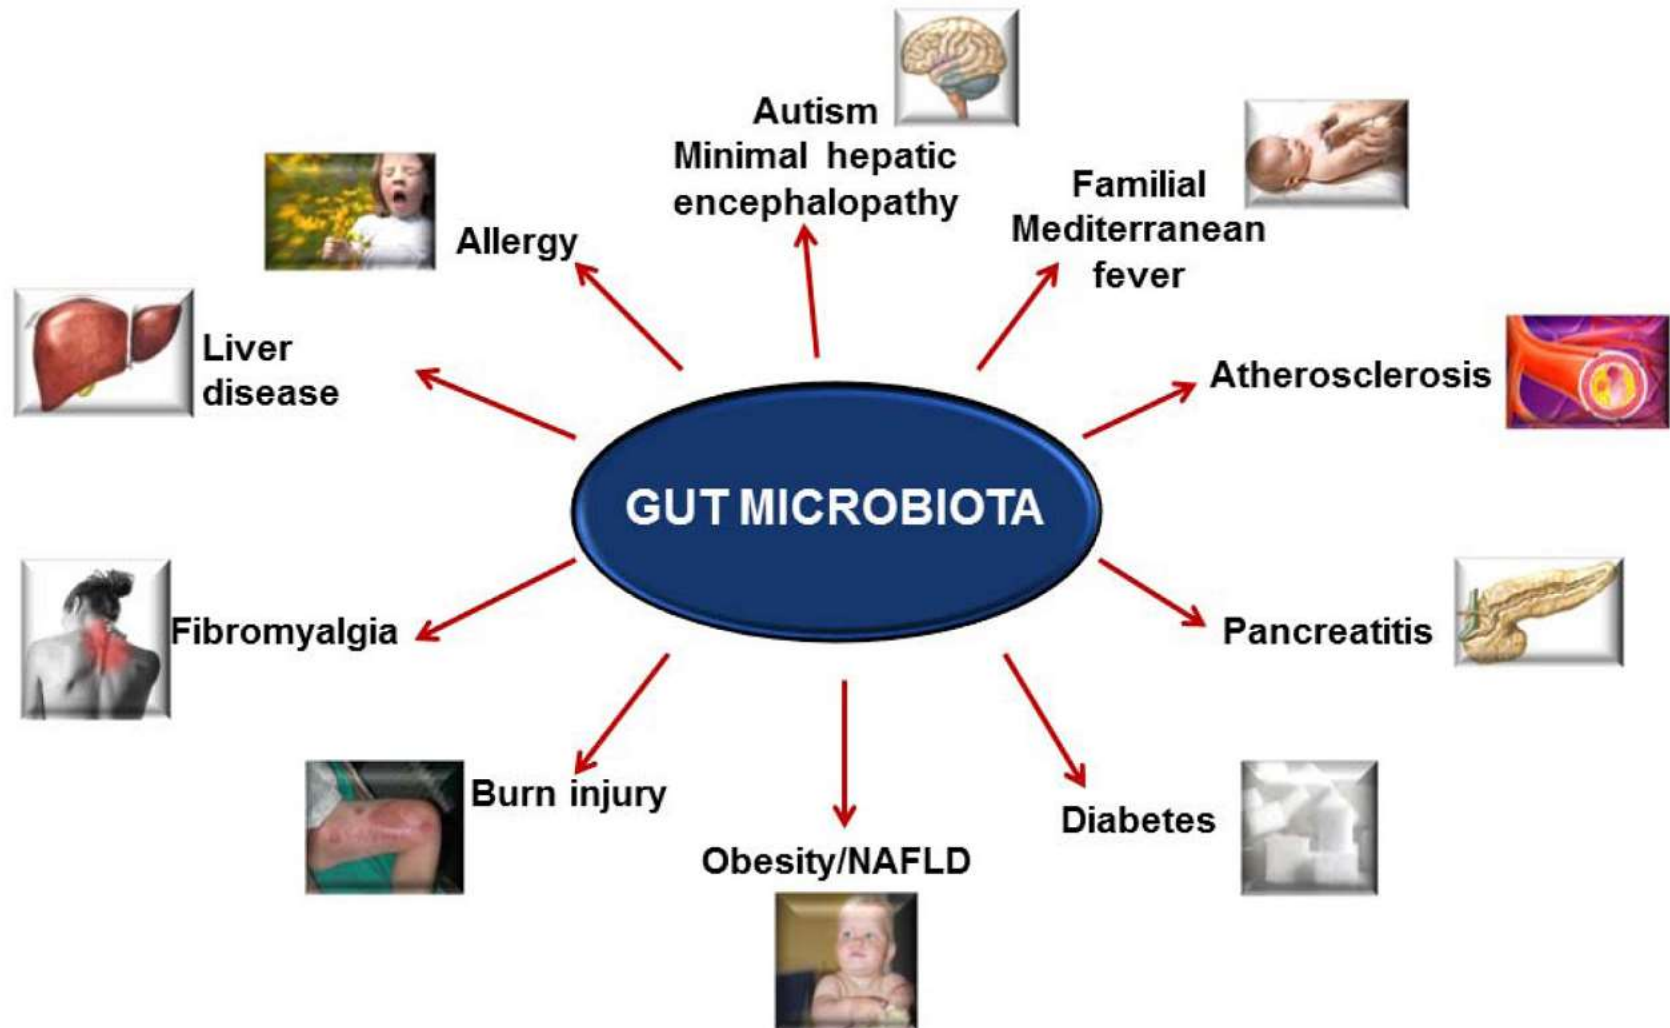 Autism
Minimal hepatic
encephalopathy
Familial
Mediterranean
fever
Allergy
Liver
disease
Atherosclerosis
GUT MICROBIOTA
Fibromyalgia
Pancreatitis
Burn injury
Diabetes
Obesity/NAFLD